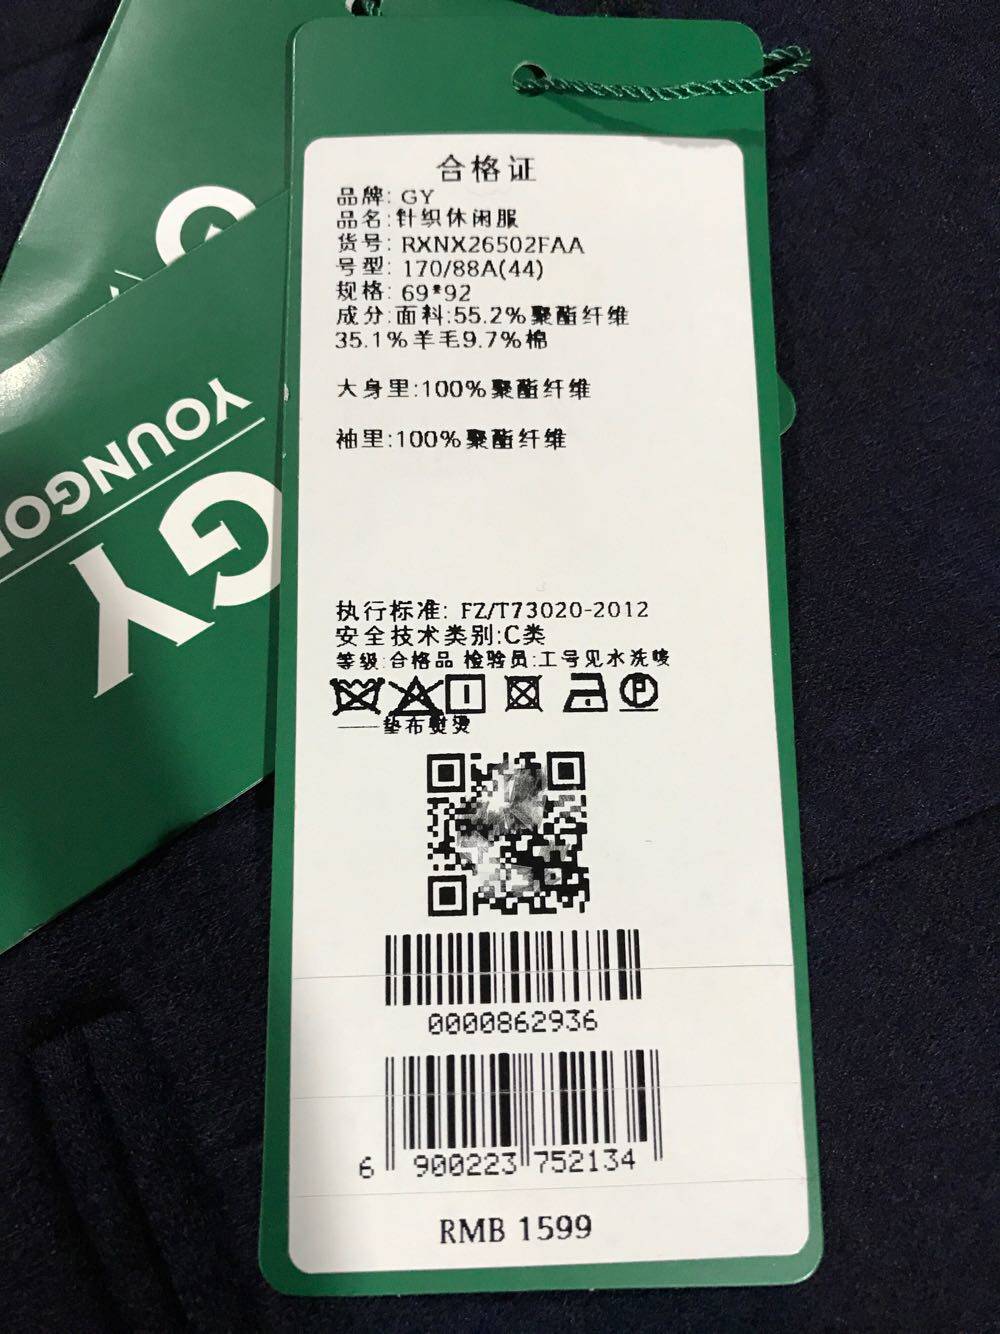 合格证
品牌: GY
品名:针织休闲服
货号: RXNX26502FAA
号型: 170/88A(44)
规格: 69*92
成分:面料:55.2%聚酯纤维
35.1%羊毛9.7%棉
大身里:100%聚酯纤维
袖里:100%聚酯纤维
执行标准: FZ/T73020-2012
安全技术类别:C类
等级:合格品 检验员:工号见水洗唛
垫布熨烫
0000862936
6 900223 752134
RMB 1599
YOUNGO
GY